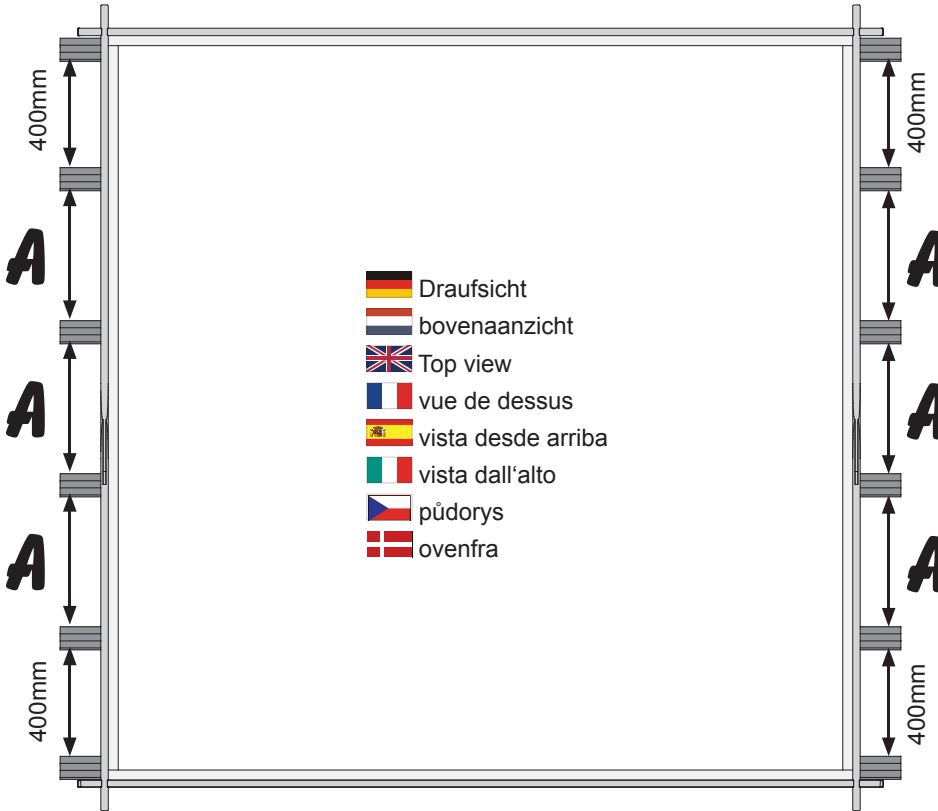 400mm
400mm
A
A
Draufsicht
bovenaanzicht
Top view
vue de dessus
A
A
vista desde arriba
vista dall‘alto
půdorys
ovenfra
A
A
400mm
400mm